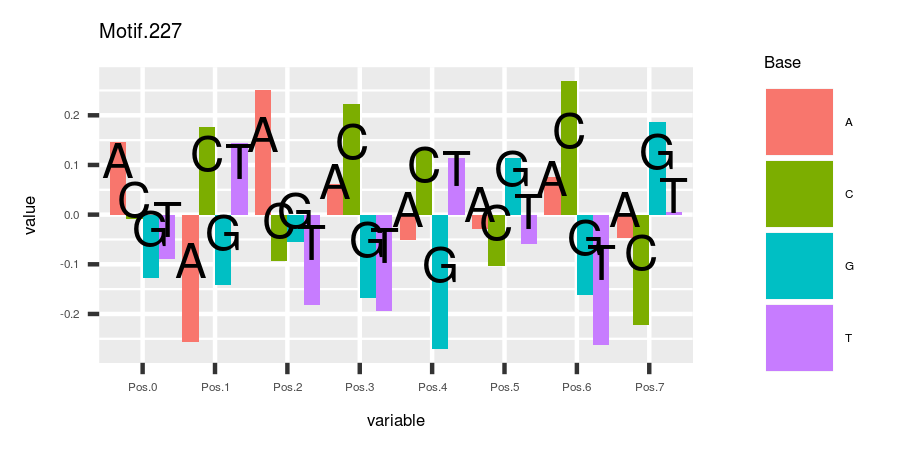 Motif.227
Base
A
C
G
T
value
0.2
0.1
0.0
-0.1
-0.2
A C G T A C G T A C G T A C G T A C G T A C G T A C G T A C G T
Pos.0 Pos.1 Pos.2 Pos.3 Pos.4 Pos.5 Pos.6 Pos.7
variable